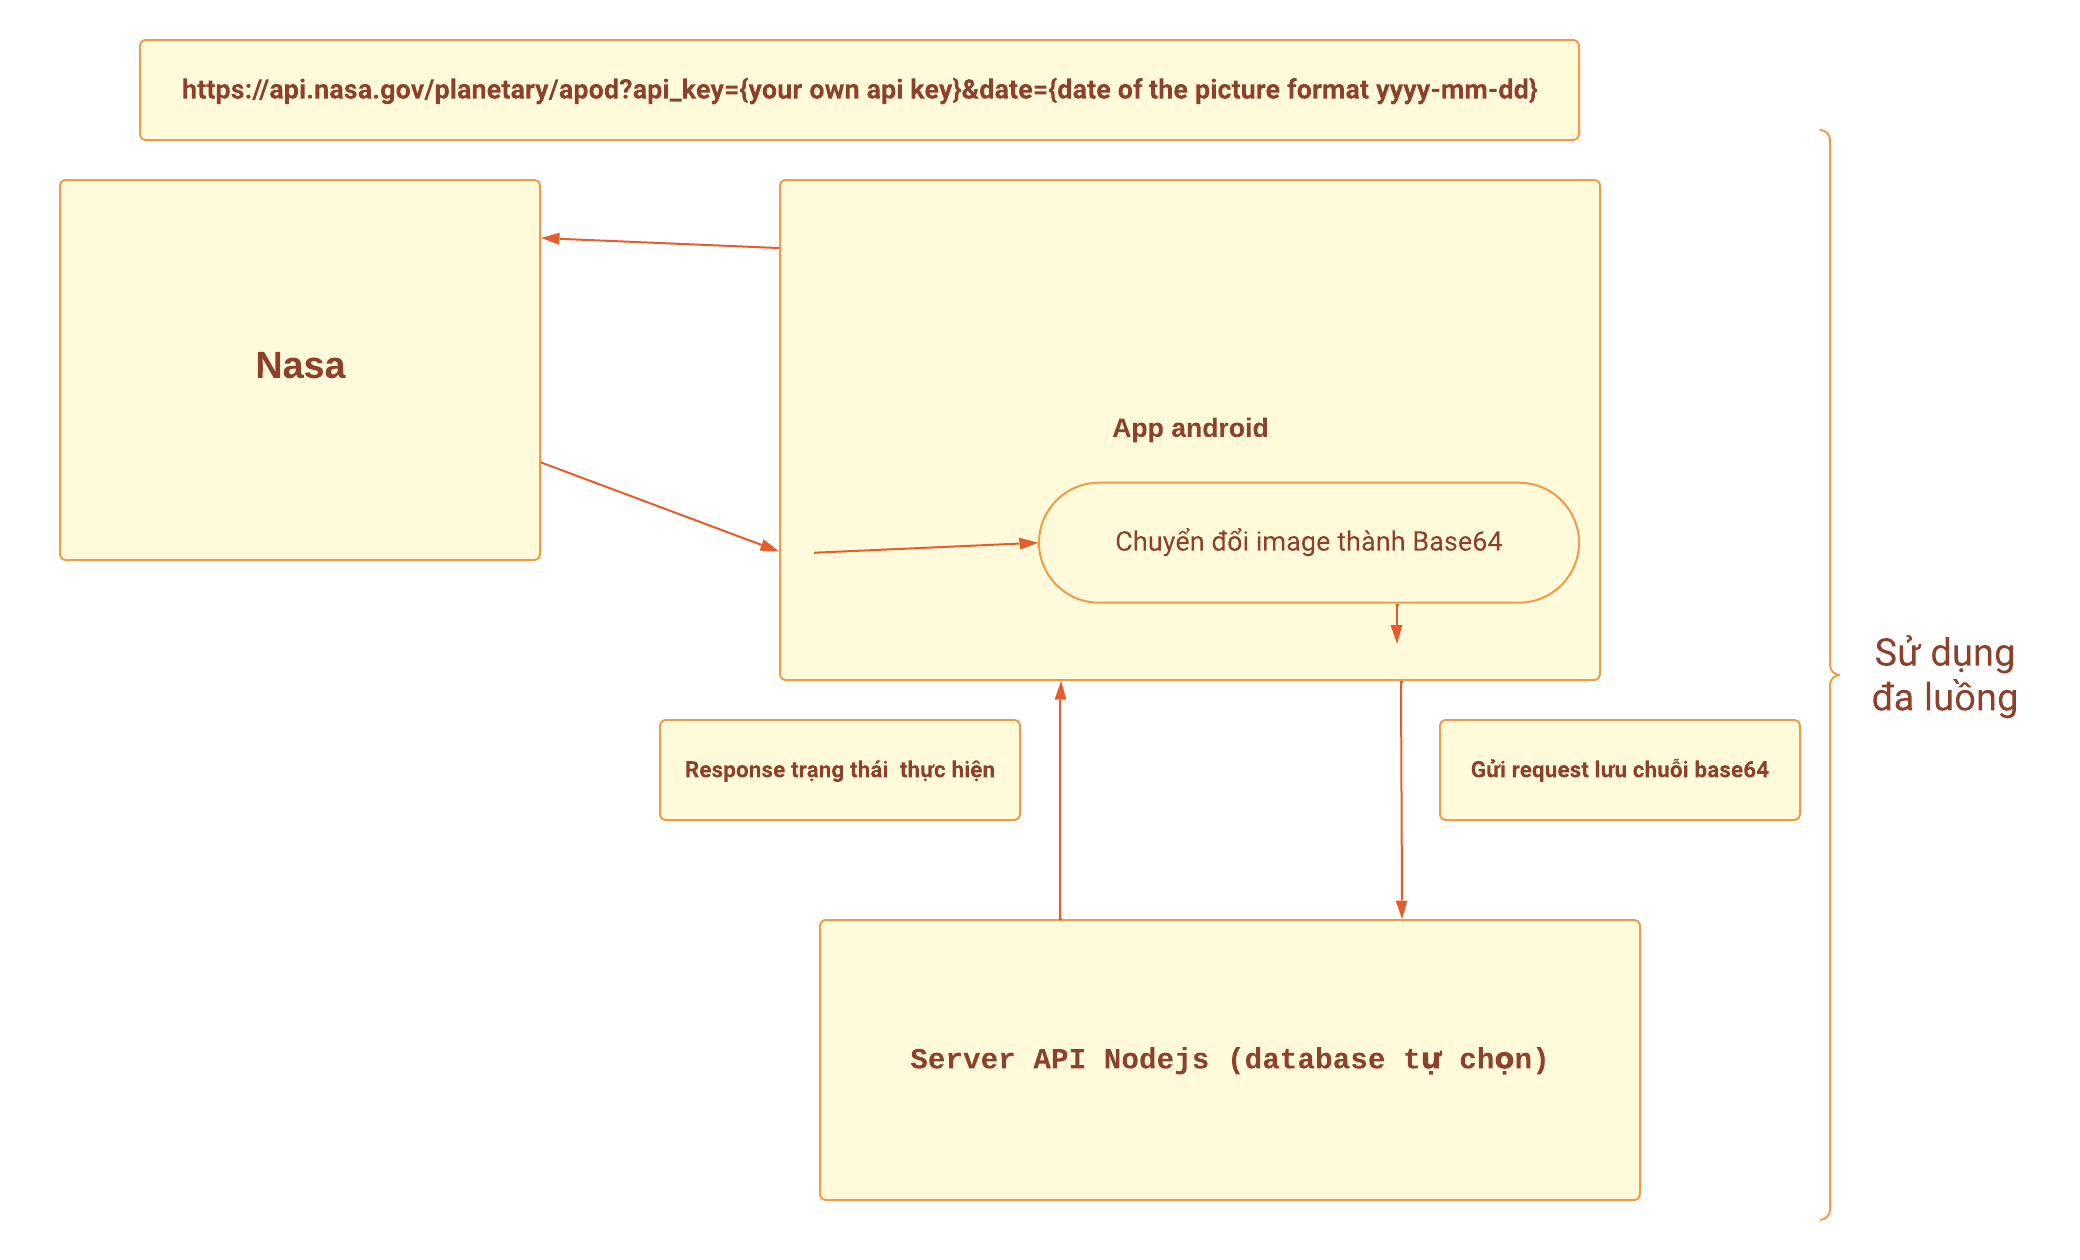 https://api.nasa.gov/planetary/apod?api_key={your own api key}&date={date of the picture format yyyy-mm-dd}
Nasa
App android
Chuyển đổi image thành Base64
Sử dụng
đa luồng
Response trạng thái  thực hiện
Gửi request lưu chuỗi base64
Server API Nodejs (database tự chọn)